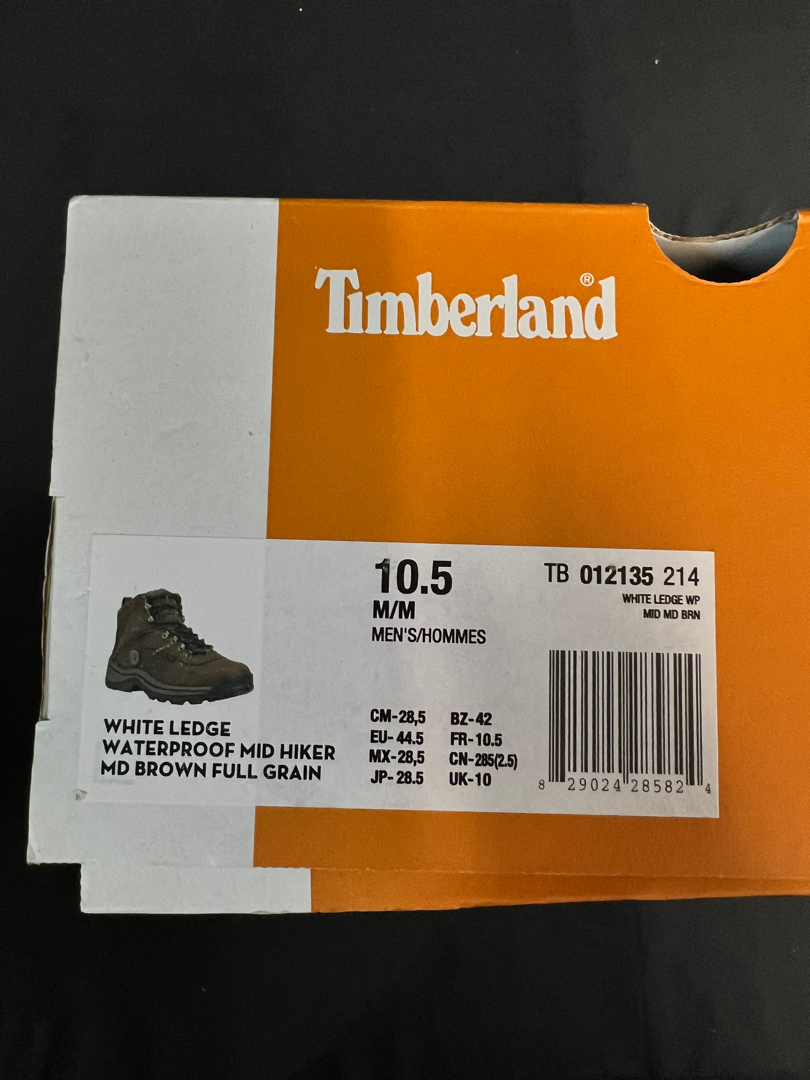 Timberland®
10.5
M/M
MEN'S/HOMMES
TB 012135 214
WHITE LEDGE WP
MID MD BRN
WHITE LEDGE
WATERPROOF MID HIKER
MD BROWN FULL GRAIN
CM-28,5 BZ-42
EU-44.5 FR-10.5
MX-28,5 CN-285(2.5)
JP-28.5 UK-10
8 29024 28582 4